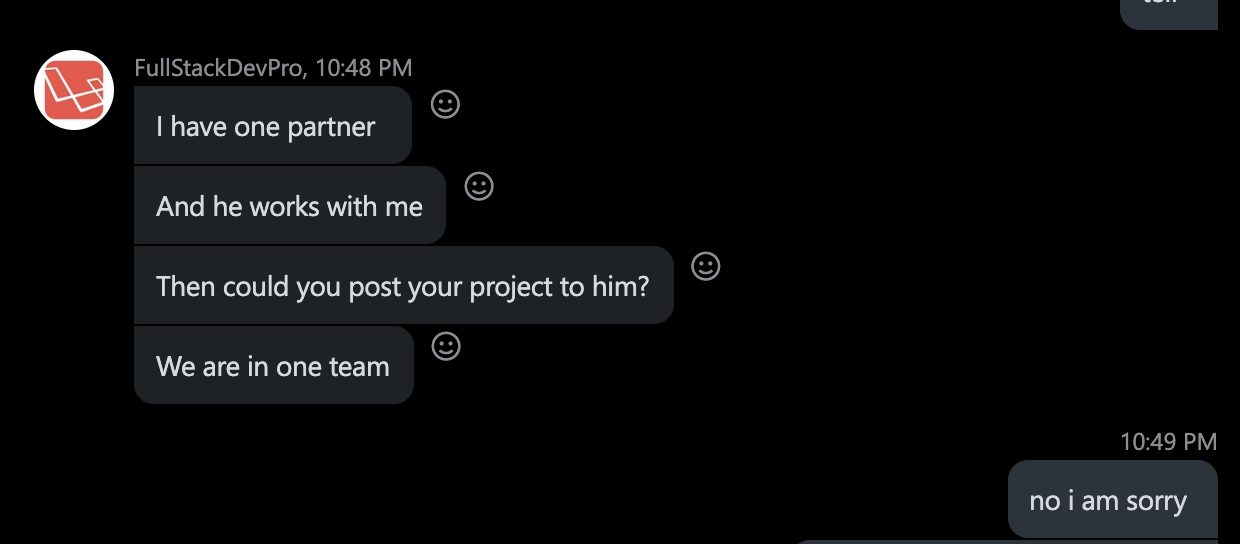 FullStackDevPro, 10:48 PM
I have one partner
And he works with me
Then could you post your project to him?
We are in one team
10:49 PM
no i am sorry